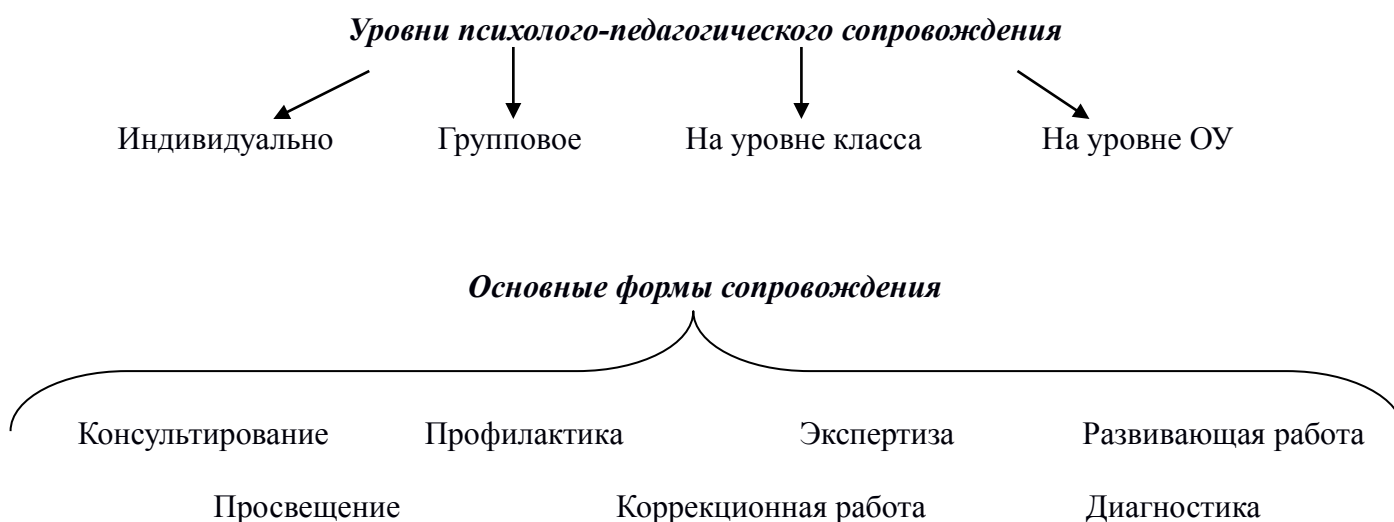 Уровни психолого-педагогического сопровождения
Индивидуально Групповое На уровне класса На уровне ОУ
Основные формы сопровождения
Консультирование Профилактика Экспертиза Развивающая работа
Просвещение Коррекционная работа Диагностика